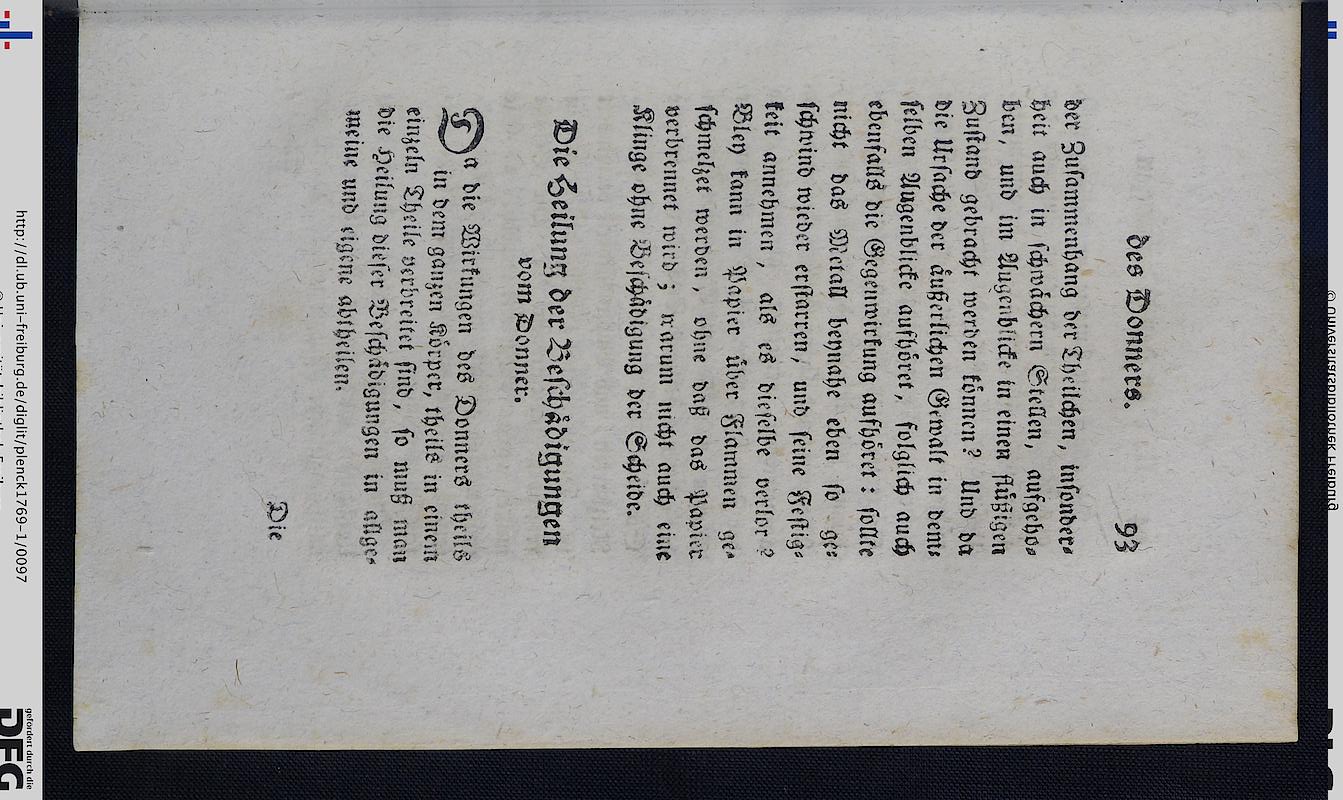 des Donners. 93
der Zusammenhang der Theilchen, insonder-
heit auch in schwächern Stellen, aufgeho-
ben, und im Augenblicke in einen flüßigen
Zustand gebracht werden können? Und da
die Ursache der äußerlichen Gewalt in dem-
selben Augenblicke aufhöret, folglich auch
ebenfalls die Gegenwirkung aufhöret: sollte
nicht das Metall beynahe eben so ge-
schwind wieder erstarren, und seine Festig-
keit annehmen, als es dieselbe verlor?
Bley kann in Papier über Flammen ge-
schmelzet werden, ohne daß das Papier
verbrennet wird; warum nicht auch eine
Klinge ohne Beschädigung der Scheide.
Die Heilung der Beschädigungen
vom Donner.
Da die Wirkungen des Donners theils
in dem ganzen Körper, theils in einem
einzeln Theile verbreitet sind, so muß man
die Heilung dieser Beschädigungen in allge-
meine und eigene abtheilen.
Die
http://dl.ub.uni-freiburg.de/diglit/plenck1769-1/0097
gefördert durch die
DFG